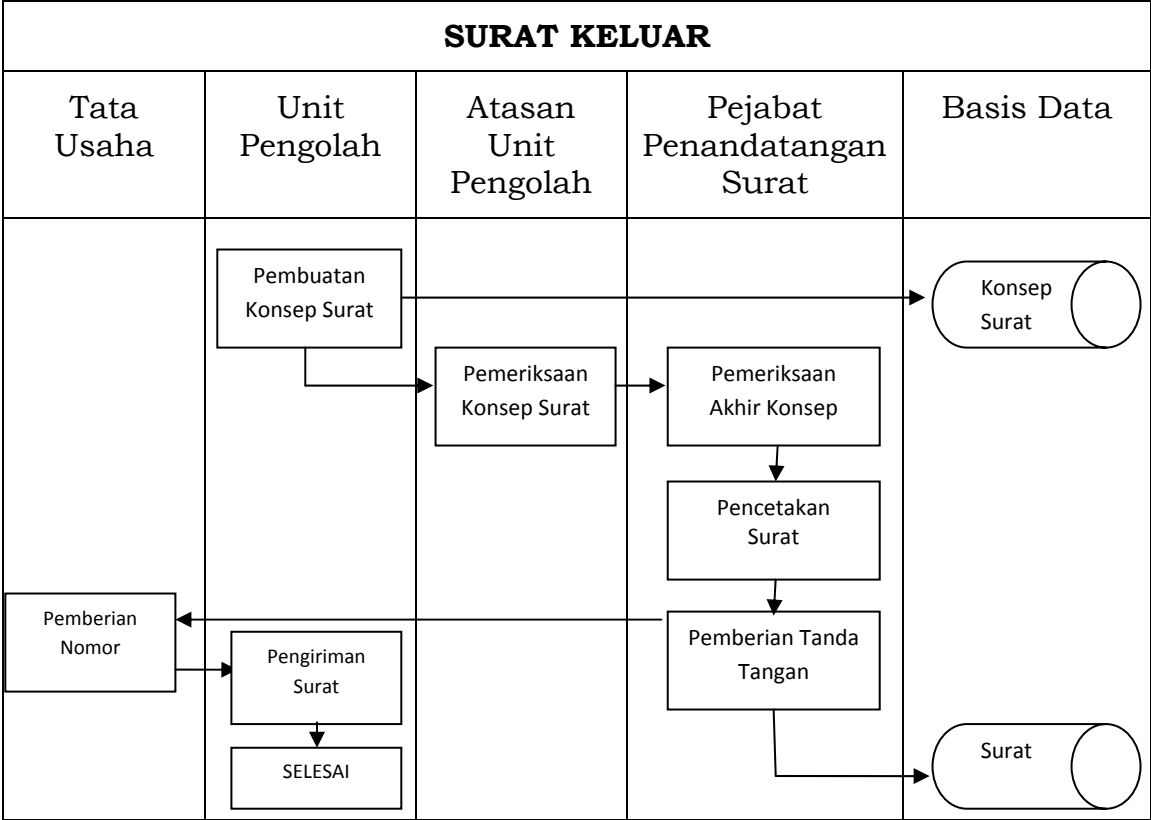 SURAT KELUAR
Tata
Usaha
Unit
Pengolah
Atasan
Unit
Pengolah
Pejabat
Penandatangan
Surat
Basis Data
Pembuatan
Konsep Surat
Konsep
Surat
Pemeriksaan
Konsep Surat
Pemeriksaan
Akhir Konsep
Pencetakan
Surat
Pemberian Tanda
Tangan
Pemberian
Nomor
Pengiriman
Surat
SELESAI
Surat